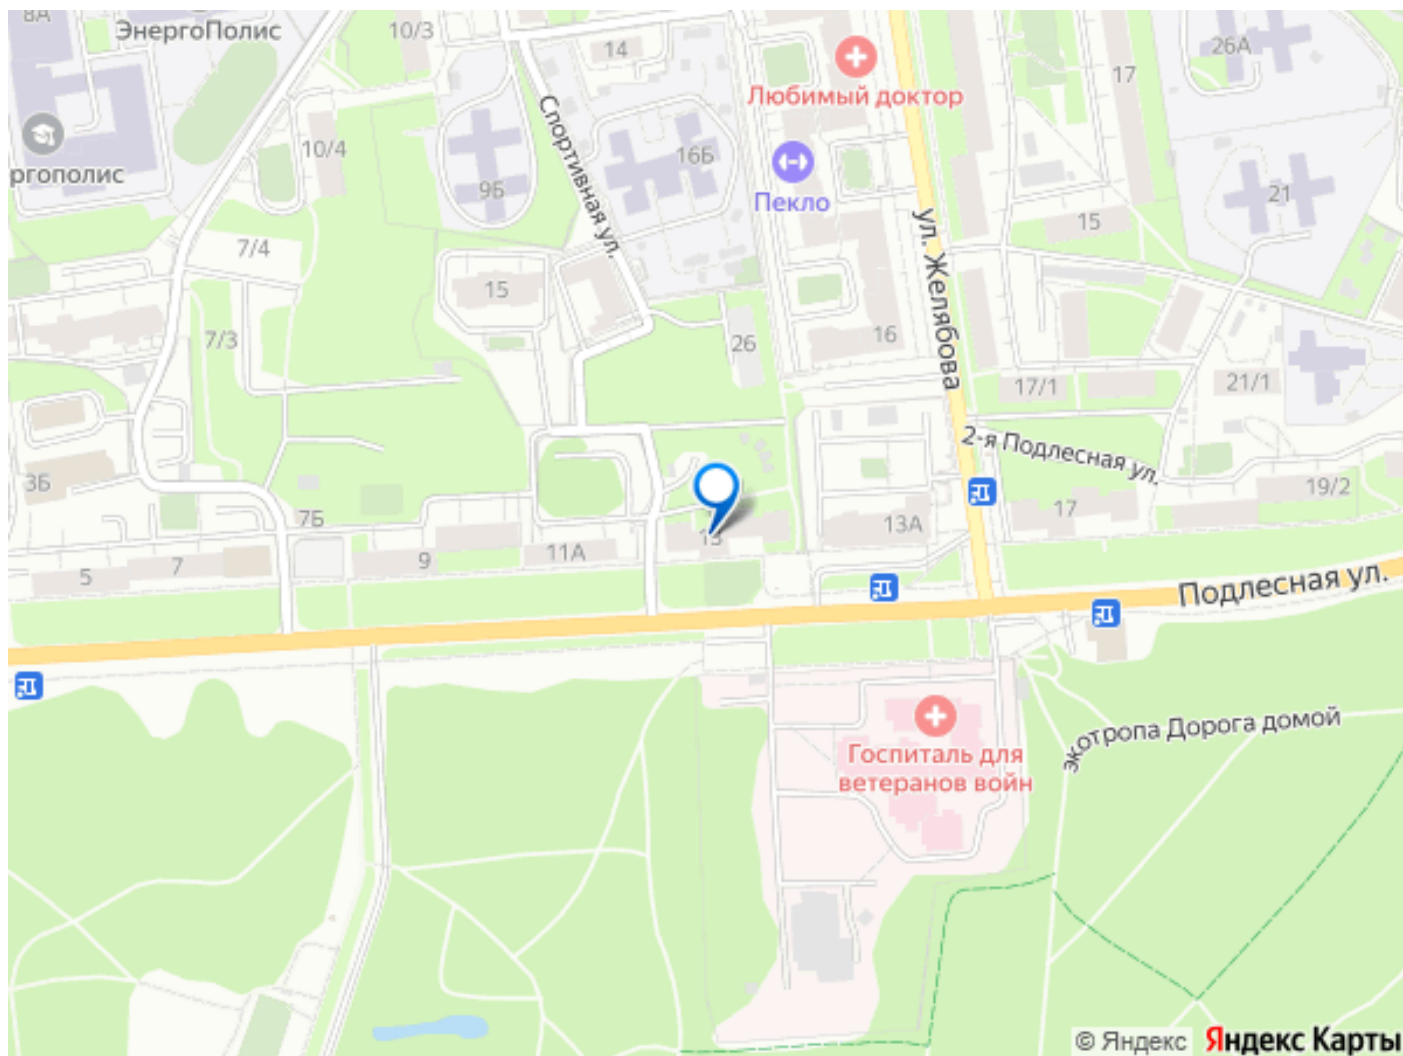 8А
ЭнергоПолис
10/3
14
26А
17
Любимый доктор
Спортивная ул.
10/4
16Б
ргополис
9Б
Пекло
21
15
7/4
ул. Желябова
15
7/3
26
16
17/1
21/1
2-я Подлесная ул.
3Б
19/2
7Б
17
13А
13
11А
9
7
5
Подлесная ул.
экотропа Дорога домой
Госпиталь для
ветеранов войн
© Яндекс Яндекс Карты